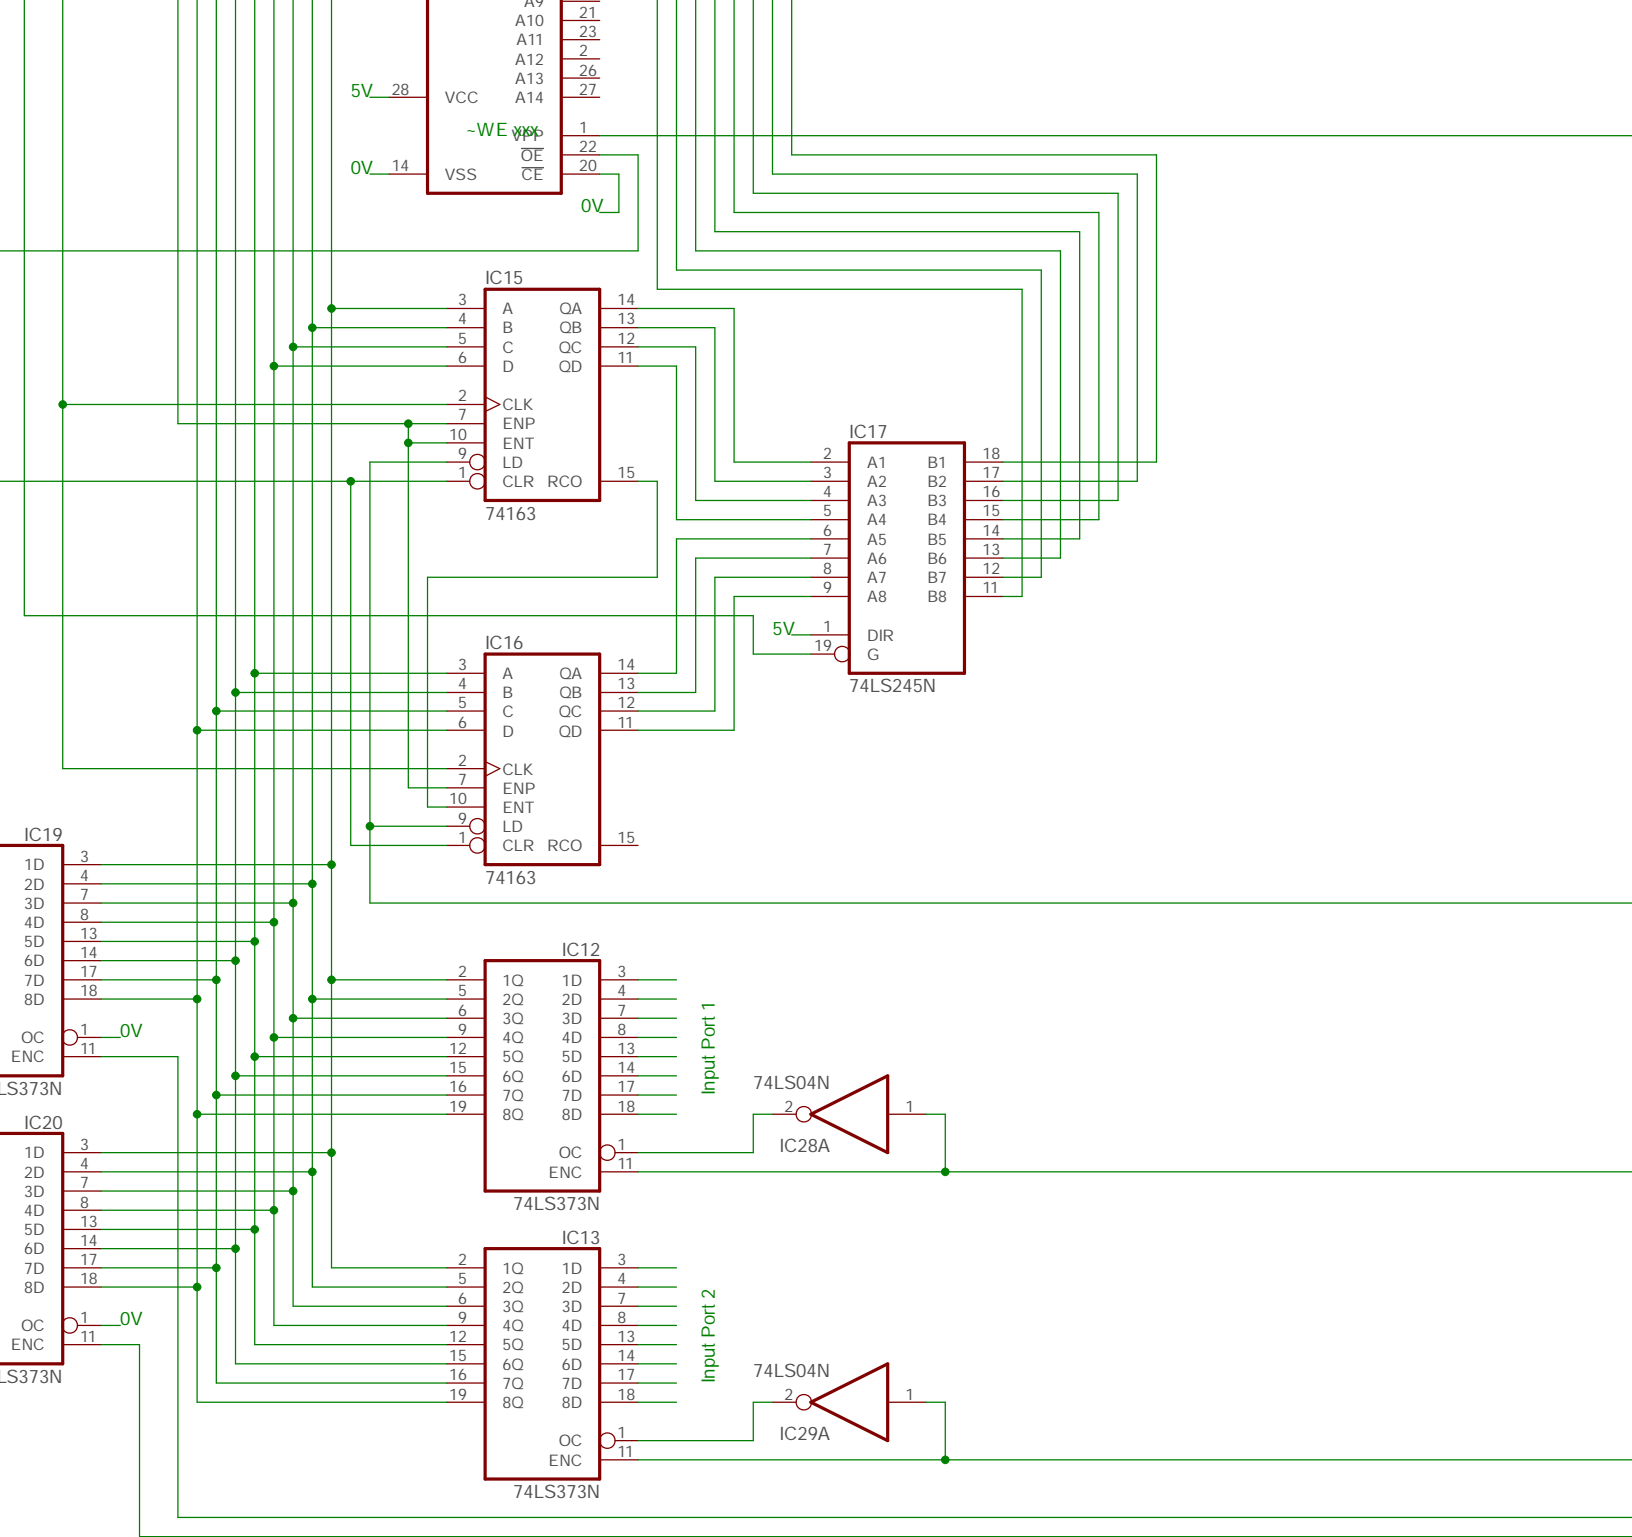 A9
A10 21
A11 23
A12 2
A13 26
5V 28 VCC A14 27
~WE xxx VPP 1
OE 22
0V 14 VSS CE 20
0V
IC15
3 A QA 14
4 B QB 13
5 C QC 12
6 D QD 11
2 CLK
7 ENP
10 ENT
9 LD
1 CLR RCO 15
74163
IC17
2 A1 B1 18
3 A2 B2 17
4 A3 B3 16
5 A4 B4 15
6 A5 B5 14
7 A6 B6 13
8 A7 B7 12
9 A8 B8 11
5V 1 DIR
19 G
74LS245N
IC16
3 A QA 14
4 B QB 13
5 C QC 12
6 D QD 11
2 CLK
7 ENP
10 ENT
9 LD
1 CLR RCO 15
74163
IC19
1D 3
2D 4
3D 7
4D 8
5D 13
6D 14
7D 17
8D 18
OC 1 0V
ENC 11
LS373N
IC12
2 1Q 1D 3
5 2Q 2D 4
6 3Q 3D 7
9 4Q 4D 8
12 5Q 5D 13
15 6Q 6D 14
16 7Q 7D 17
19 8Q 8D 18
OC 1
ENC 11
74LS373N
Input Port 1
74LS04N
2 1
IC28A
IC20
1D 3
2D 4
3D 7
4D 8
5D 13
6D 14
7D 17
8D 18
OC 1 0V
ENC 11
LS373N
IC13
2 1Q 1D 3
5 2Q 2D 4
6 3Q 3D 7
9 4Q 4D 8
12 5Q 5D 13
15 6Q 6D 14
16 7Q 7D 17
19 8Q 8D 18
OC 1
ENC 11
74LS373N
Input Port 2
74LS04N
2 1
IC29A